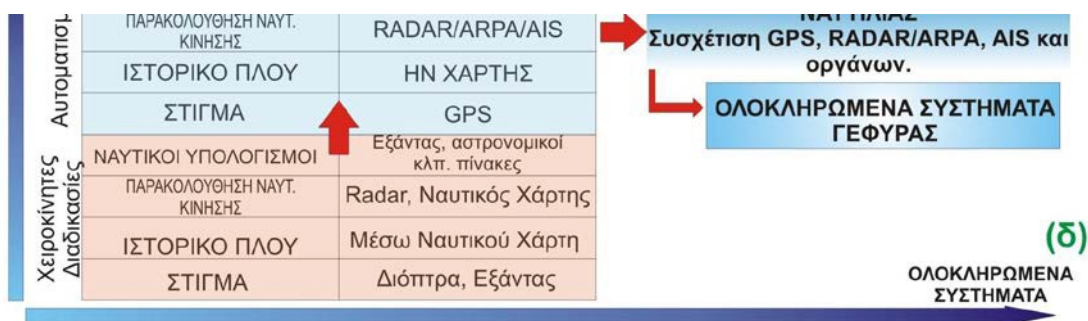 ΠΑΡΑΚΟΛΟΥΘΗΣΗ ΝΑΥΤ.
ΚΙΝΗΣΗΣ
RADAR/ARPA/AIS
ΙΣΤΟΡΙΚΟ ΠΛΟΥ
ΗΝ ΧΑΡΤΗΣ
ΣΤΙΓΜΑ
GPS
ΝΑΥΤΙΚΟΙ ΥΠΟΛΟΓΙΣΜΟΙ
Εξάντας, αστρονομικοί
κλπ. πίνακες
ΠΑΡΑΚΟΛΟΥΘΗΣΗ ΝΑΥΤ.
ΚΙΝΗΣΗΣ
Radar, Ναυτικός Χάρτης
ΙΣΤΟΡΙΚΟ ΠΛΟΥ
Μέσω Ναυτικού Χάρτη
ΣΤΙΓΜΑ
Διόπτρα, Εξάντας
Αυτοματισμ
Χειροκίνητες
Διαδικασίες
ΝΑΥΤΙΛΙΑΣ
Συσχέτιση GPS, RADAR/ARPA, AIS και
οργάνων.
ΟΛΟΚΛΗΡΩΜΕΝΑ ΣΥΣΤΗΜΑΤΑ
ΓΕΦΥΡΑΣ
(δ)
ΟΛΟΚΛΗΡΩΜΕΝΑ
ΣΥΣΤΗΜΑΤΑ